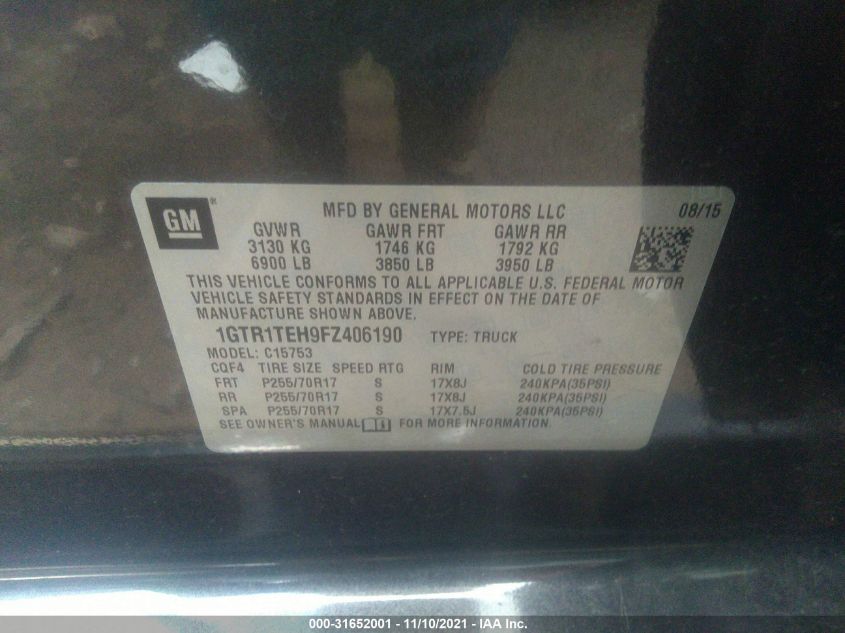 GM®
MFD BY GENERAL MOTORS LLC 08/15
GVWR GAWR FRT GAWR RR
3130 KG 1746 KG 1792 KG
6900 LB 3850 LB 3950 LB
THIS VEHICLE CONFORMS TO ALL APPLICABLE U.S. FEDERAL MOTOR
VEHICLE SAFETY STANDARDS IN EFFECT ON THE DATE OF
MANUFACTURE SHOWN ABOVE.
1GTR1TEH9FZ406190 TYPE: TRUCK
MODEL: C15753
CQF4 TIRE SIZE SPEED RTG RIM COLD TIRE PRESSURE
FRT P255/70R17 S 17X8J 240KPA(35PSI)
RR P255/70R17 S 17X8J 240KPA(35PSI)
SPA P255/70R17 S 17X7.5J 240KPA(35PSI)
SEE OWNER'S MANUAL FOR MORE INFORMATION.
000-31652001 - 11/10/2021 - IAA Inc.